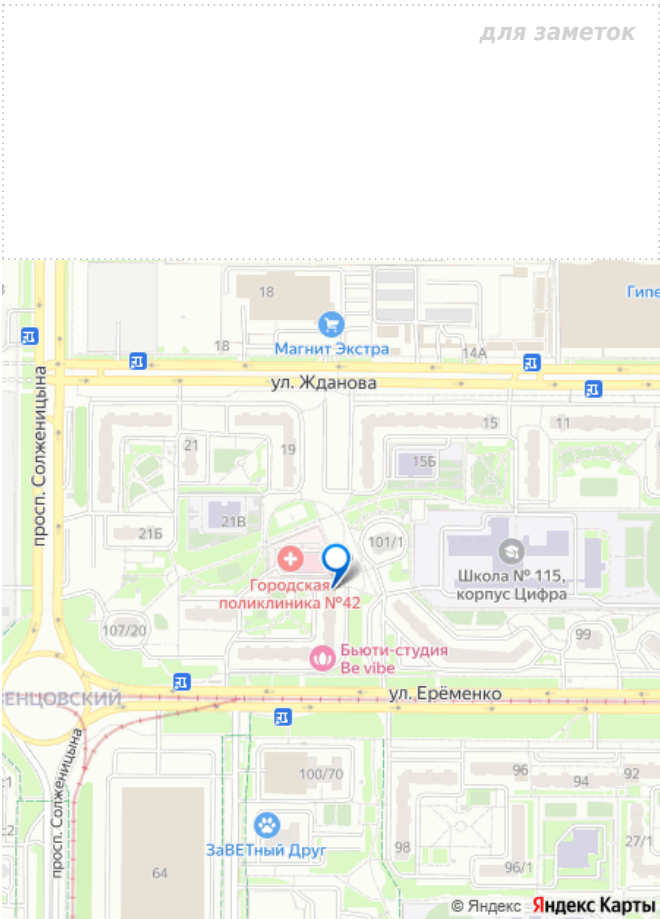 для заметок
18
Гипе
Магнит Экстра
18
14А
ул. Жданова
просп. Солженицына
21
19
15
11
15Б
21В
21Б
101/1
Городская
поликлиника №42
Школа № 115,
корпус Цифра
107/20
99
Бьюти-студия
Be vibe
ЕНЦОВСКИЙ
ул. Ерёменко
просп. Солженицына
100/70
96
94
92
ЗаВЕТный Друг
98
27/1
64
96/1
© Яндекс Яндекс Карты